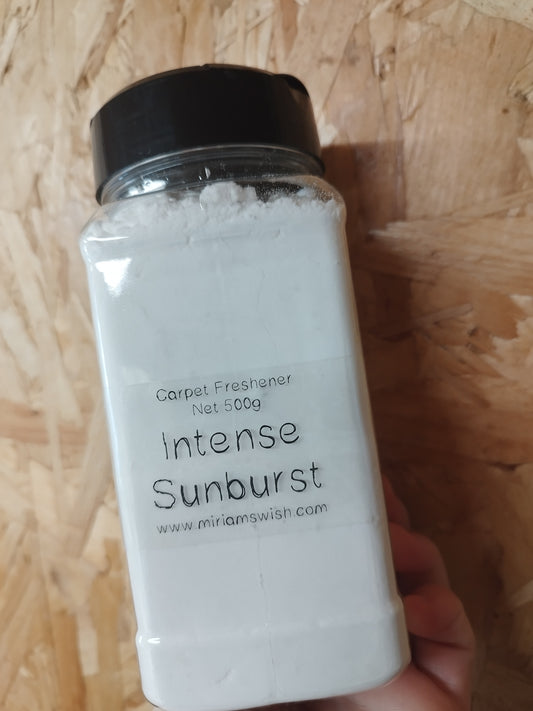 Carpet Freshener
Net 500g
Intense
Sunburst
www.miriamswish.com